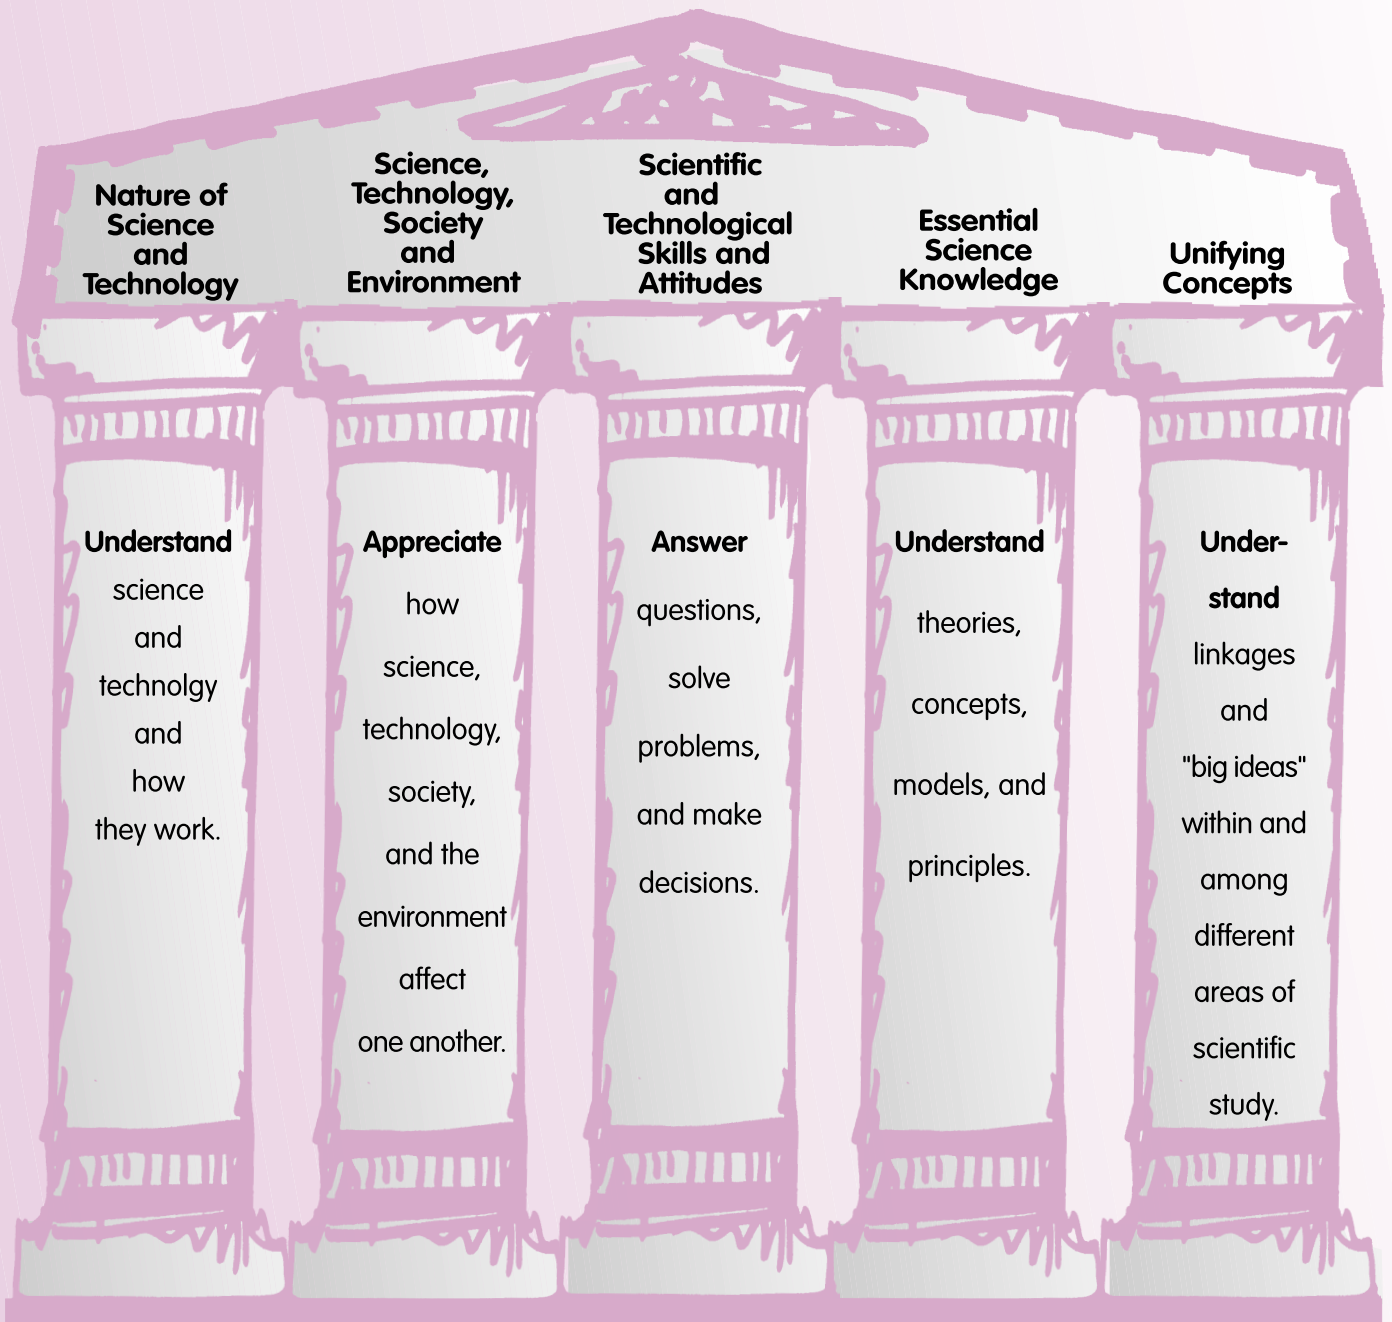 Nature of
Science
and
Technology
Science,
Technology,
Society
and
Environment
Scientific
and
Technological
Skills and
Attitudes
Essential
Science
Knowledge
Unifying
Concepts
Understand
science
and
technolgy
and
how
they work.
Appreciate
how
science,
technology,
society,
and the
environment
affect
one another.
Answer
questions,
solve
problems,
and make
decisions.
Understand
theories,
concepts,
models, and
principles.
Under-
stand
linkages
and
"big ideas"
within and
among
different
areas of
scientific
study.